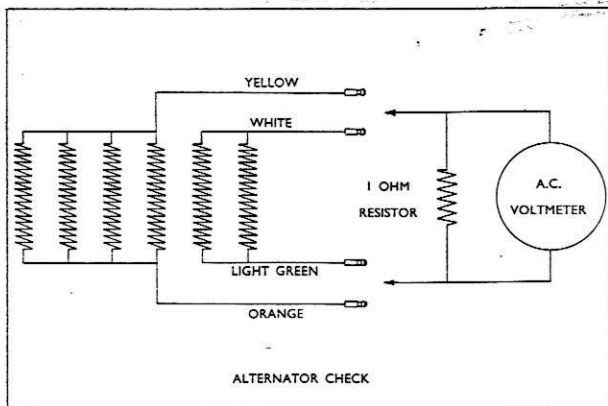 YELLOW
WHITE
1 OHM
RESISTOR
A.C.
VOLTMETER
LIGHT GREEN
ORANGE
ALTERNATOR CHECK